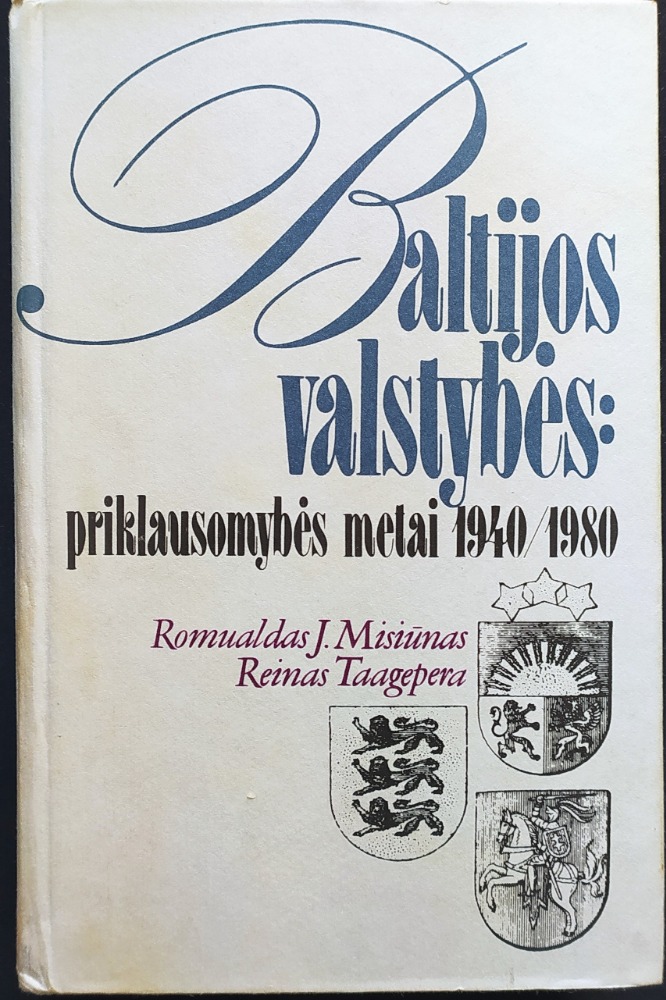 Baltijos
valstybės:
priklausomybės metai 1940/1980
Romualdas J. Misiūnas
Reinas Taagepera